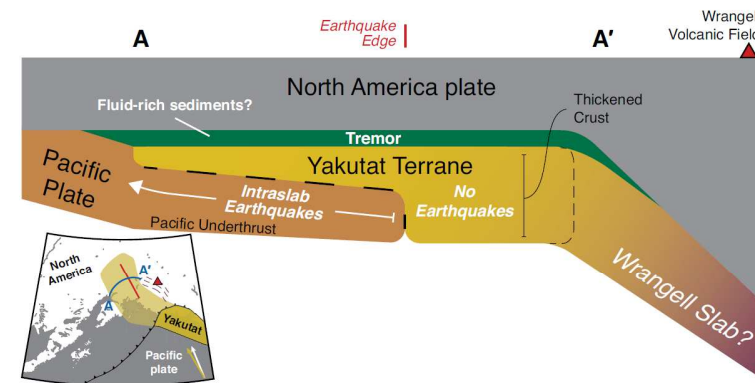 Earthquake
Edge
Wrangell
Volcanic Field
A
A′
North America plate
Thickened
Crust
Fluid-rich sediments?
Tremor
Yakutat Terrane
Pacific
Plate
Intraslab
Earthquakes
No
Earthquakes
Pacific Underthrust
Wrangell Slab?
North
America
A′
A
Yakutat
Pacific
plate